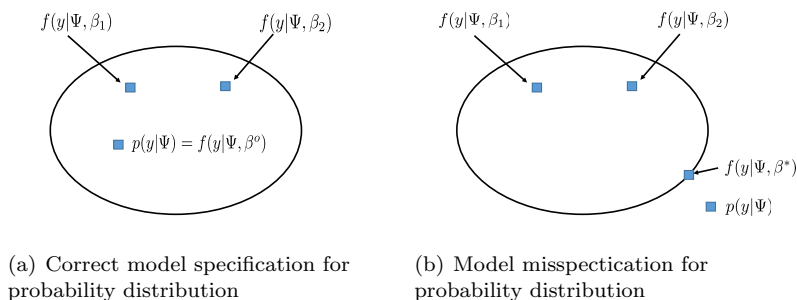 f(y|Ψ, β₁)
f(y|Ψ, β₂)
p(y|Ψ) = f(y|Ψ, βᵒ)
(a) Correct model specification for
probability distribution
f(y|Ψ, β₁)
f(y|Ψ, β₂)
f(y|Ψ, β*)
p(y|Ψ)
(b) Model misspectication for
probability distribution